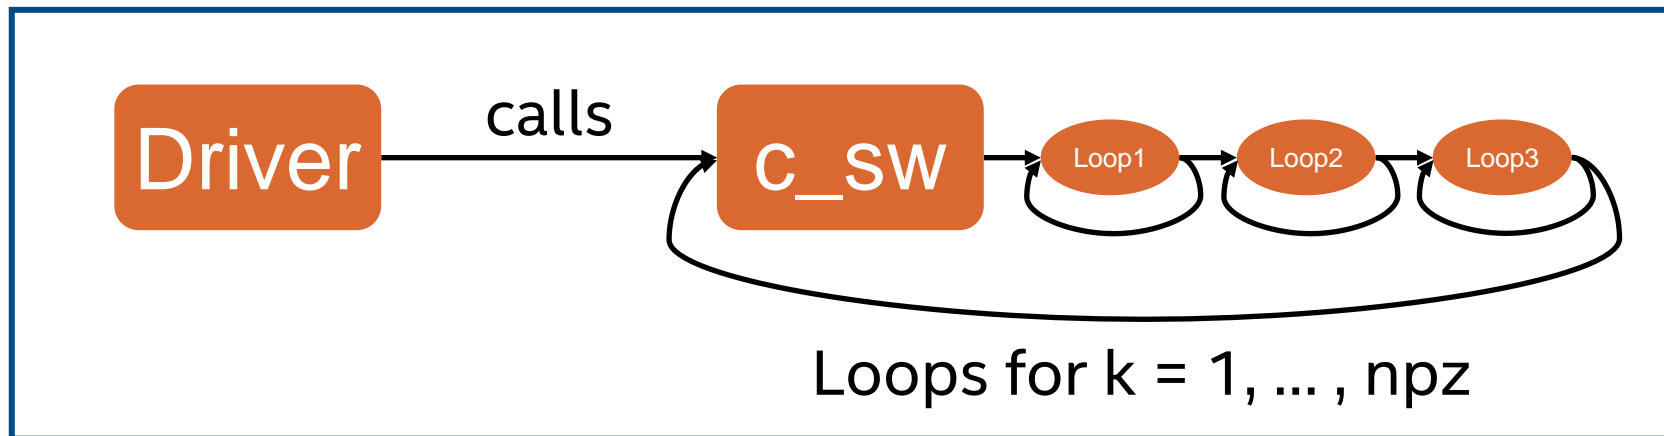 calls
Driver
c_sw
Loop1
Loop2
Loop3
Loops for k = 1, ... , npz